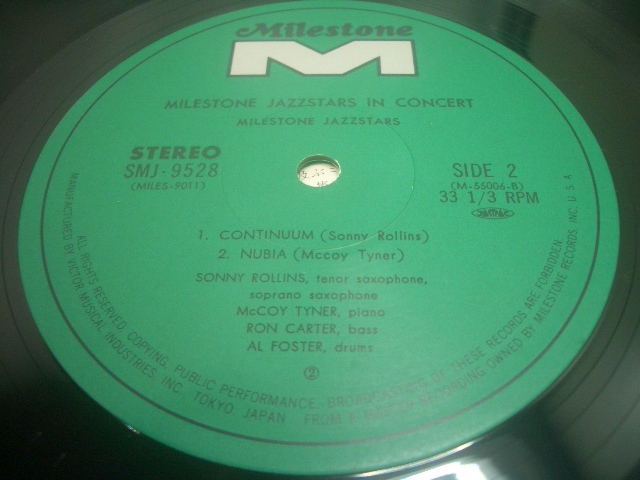 Milestone
M
MILESTONE JAZZSTARS IN CONCERT
MILESTONE JAZZSTARS
STEREO
SMJ-9528
(MILES-9011)
SIDE 2
(M-55006-B)
33 1/3 RPM
1. CONTINUUM (Sonny Rollins)
2. NUBIA (Mccoy Tyner)
SONNY ROLLINS, tenor saxophone,
soprano saxophone
McCOY TYNER, piano
RON CARTER, bass
AL FOSTER, drums
②
MANUFACTURED BY VICTOR MUSICAL INDUSTRIES, INC. TOKYO, JAPAN FROM A MASTER RECORDING OWNED BY MILESTONE RECORDS INC. U.S.A.
ALL RIGHTS RESERVED. COPYING, PUBLIC PERFORMANCE, BROADCASTING OF THESE RECORDS ARE FORBIDDEN.